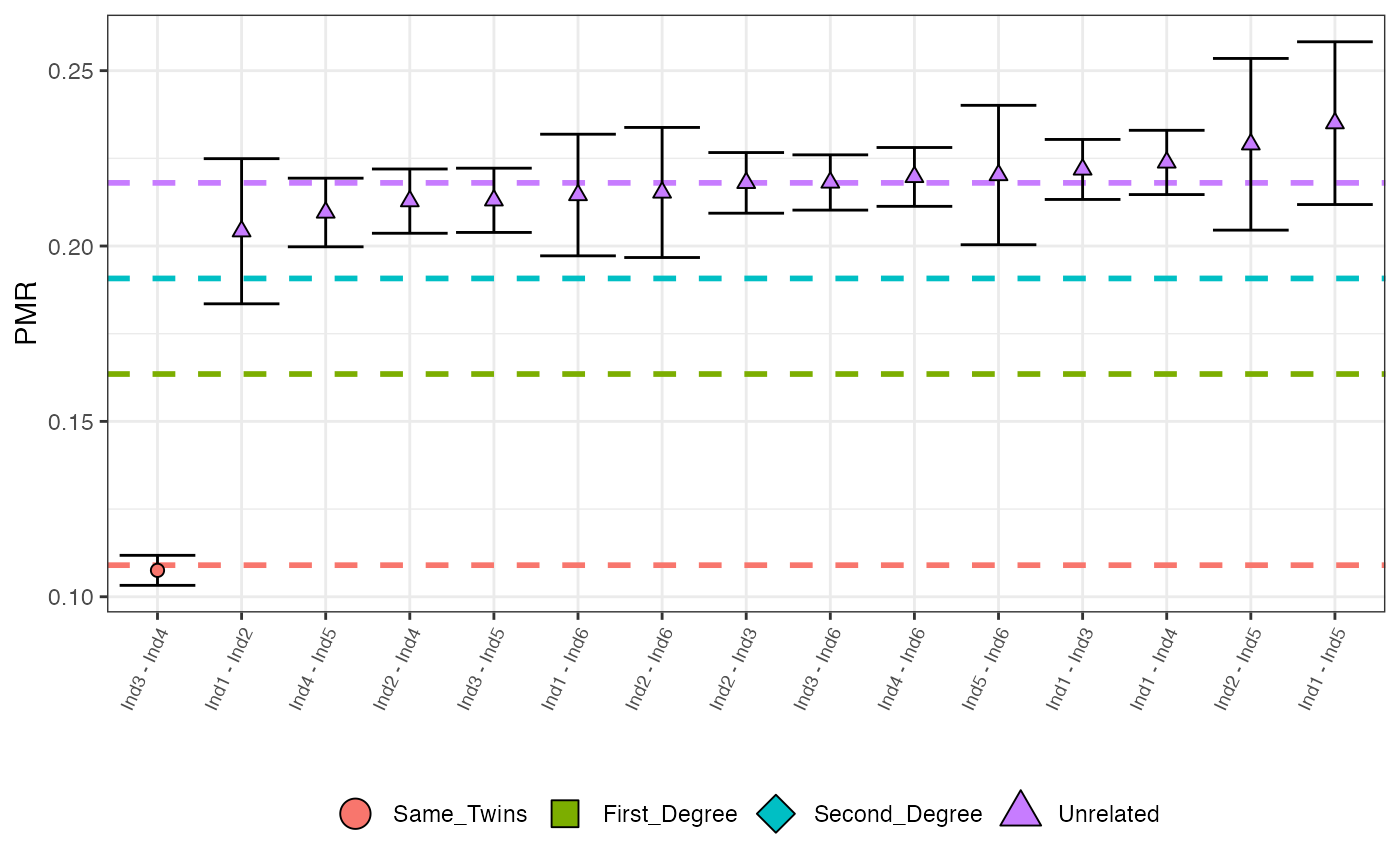 PMR
0.25
0.20
0.15
0.10
Ind3 - Ind4
Ind1 - Ind2
Ind4 - Ind5
Ind2 - Ind4
Ind3 - Ind5
Ind1 - Ind6
Ind2 - Ind6
Ind2 - Ind3
Ind3 - Ind6
Ind4 - Ind6
Ind5 - Ind6
Ind1 - Ind3
Ind1 - Ind4
Ind2 - Ind5
Ind1 - Ind5
Same_Twins First_Degree Second_Degree Unrelated